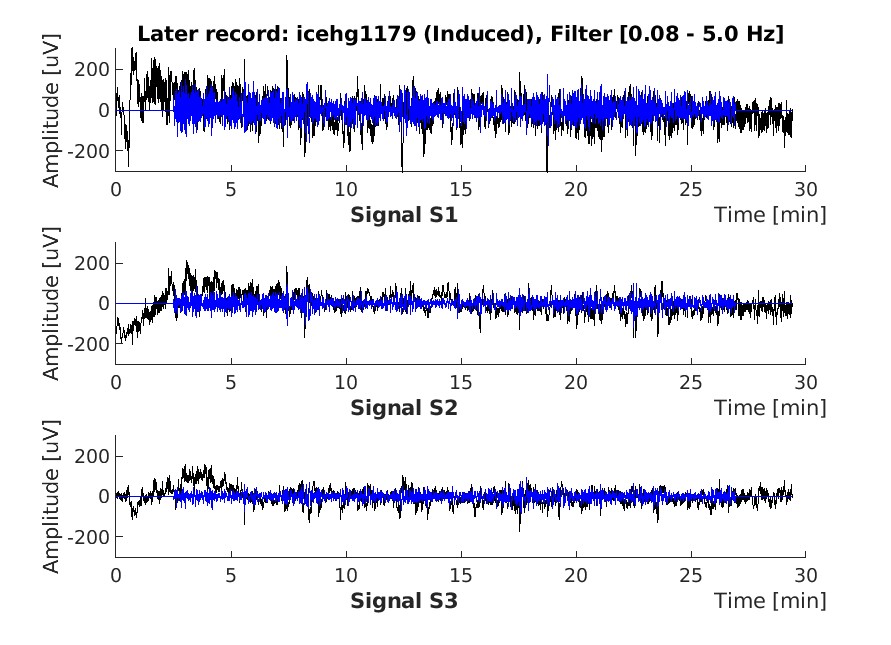 Later record: icehg1179 (Induced), Filter [0.08 - 5.0 Hz]
Amplitude [uV]
200
0
-200
0 5 10 15 20 25 30
Signal S1
Time [min]
Amplitude [uV]
200
0
-200
0 5 10 15 20 25 30
Signal S2
Time [min]
Amplitude [uV]
200
0
-200
0 5 10 15 20 25 30
Signal S3
Time [min]